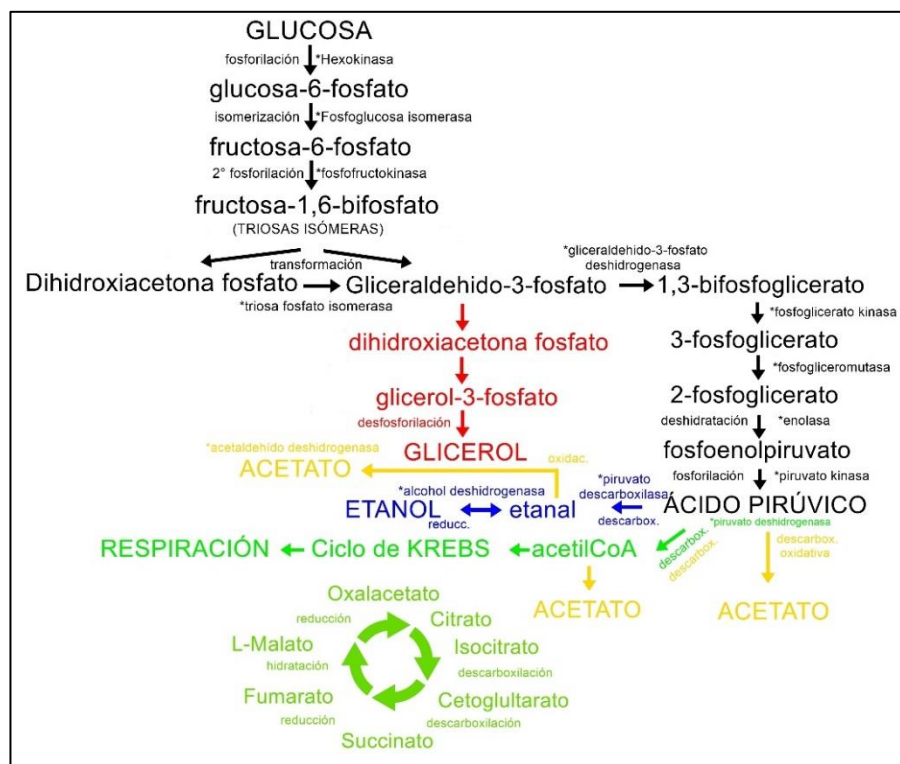 GLUCOSA
fosforilación *Hexokinasa
glucosa-6-fosfato
isomerización *Fosfoglucosa isomerasa
fructosa-6-fosfato
2° fosforilación *fosfofructokinasa
fructosa-1,6-bifosfato
(TRIOSAS ISÓMERAS)
transformación
*gliceraldehido-3-fosfato
deshidrogenasa
Dihidroxiacetona fosfato Gliceraldehido-3-fosfato 1,3-bifosfoglicerato
*triosa fosfato isomerasa
*fosfoglicerato kinasa
dihidroxiacetona fosfato
3-fosfoglicerato
*fosfogliceromutasa
glicerol-3-fosfato
2-fosfoglicerato
desfosforilación
deshidratación *enolasa
GLICEROL
fosfoenolpiruvato
*acetaldehído deshidrogenasa
ACETATO
oxidac.
fosforilación *piruvato kinasa
*alcohol deshidrogenasa
*piruvato
descarboxilasa
ETANOL etanal ÁCIDO PIRÚVICO
reducc.
descarbox.
*piruvato deshidrogenasa
RESPIRACIÓN Ciclo de KREBS acetilCoA
descarbox.
descarbox.
descarbox.
oxidativa
ACETATO
ACETATO
Oxalacetato
reducción
Citrato
L-Malato
Isocitrato
hidratación
descarboxilación
Fumarato
Cetoglultarato
reducción
descarboxilación
Succinato